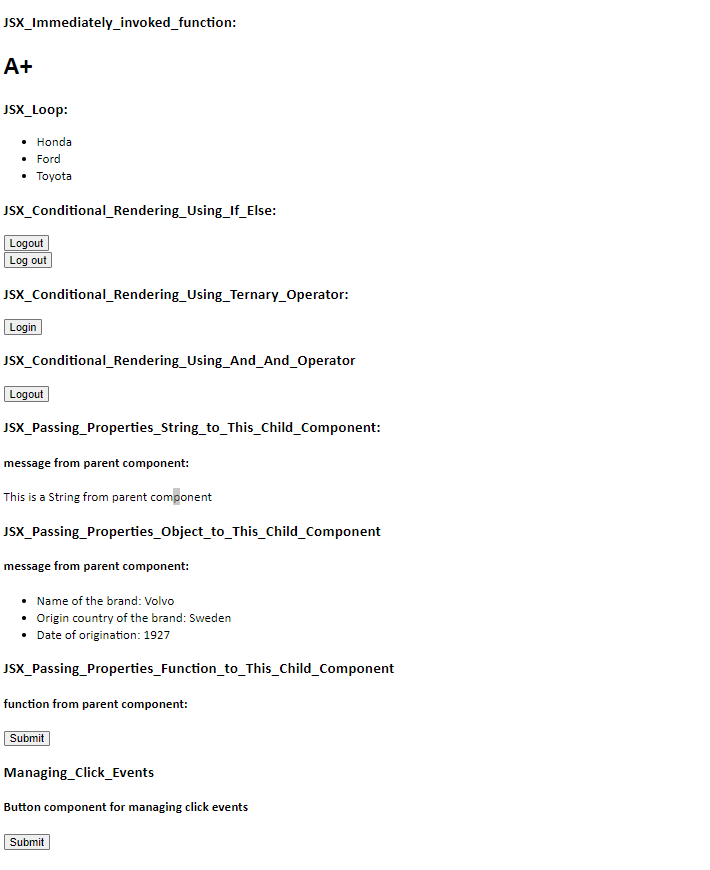 JSX_Immediately_invoked_function:
A+
JSX_Loop:
Honda
Ford
Toyota
JSX_Conditional_Rendering_Using_If_Else:
Logout
Log out
JSX_Conditional_Rendering_Using_Ternary_Operator:
Login
JSX_Conditional_Rendering_Using_And_And_Operator
Logout
JSX_Passing_Properties_String_to_This_Child_Component:
message from parent component:
This is a String from parent component
JSX_Passing_Properties_Object_to_This_Child_Component
message from parent component:
Name of the brand: Volvo
Origin country of the brand: Sweden
Date of origination: 1927
JSX_Passing_Properties_Function_to_This_Child_Component
function from parent component:
Submit
Managing_Click_Events
Button component for managing click events
Submit